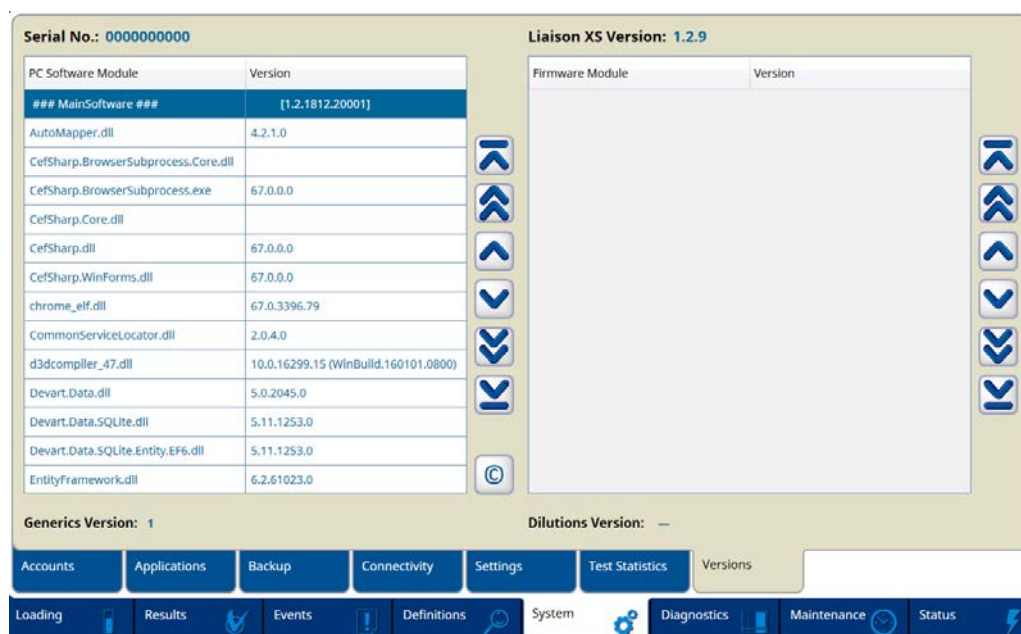 Serial No.: 0000000000
Liaison XS Version: 1.2.9
PC Software Module Version
Firmware Module Version
### MainSoftware ### [1.2.1812.20001]
AutoMapper.dll 4.2.1.0
CefSharp.BrowserSubprocess.Core.dll
CefSharp.BrowserSubprocess.exe 67.0.0.0
CefSharp.Core.dll
CefSharp.dll 67.0.0.0
CefSharp.WinForms.dll 67.0.0.0
chrome_elf.dll 67.0.3396.79
CommonServiceLocator.dll 2.0.4.0
d3dcompiler_47.dll 10.0.16299.15 (WinBuild.160101.0800)
Devart.Data.dll 5.0.2045.0
Devart.Data.SQLite.dll 5.11.1253.0
Devart.Data.SQLite.Entity.EF6.dll 5.11.1253.0
EntityFramework.dll 6.2.61023.0
©
Generics Version: 1
Dilutions Version: —
Accounts Applications Backup Connectivity Settings Test Statistics Versions
Loading Results Events Definitions System Diagnostics Maintenance Status